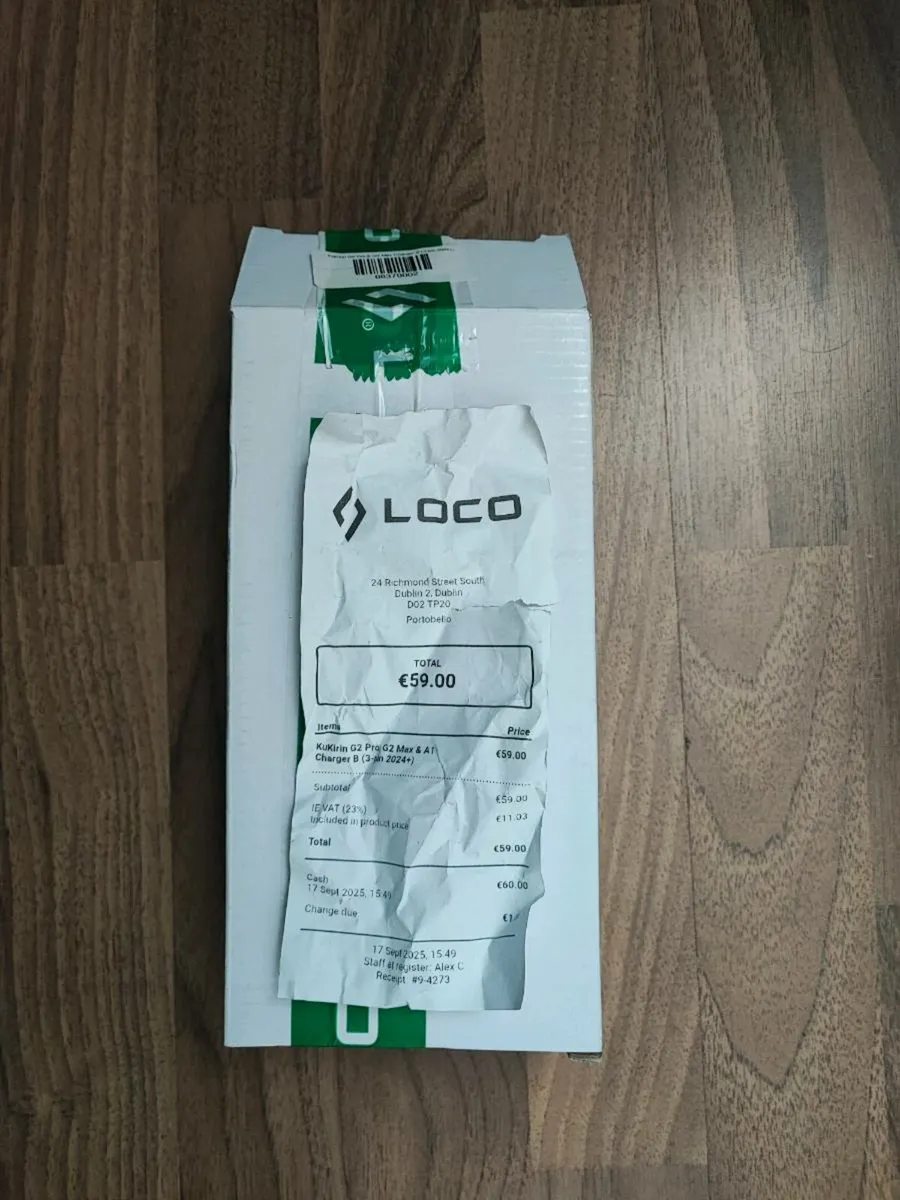 00370002
®
LOCO
24 Richmond Street South
Dublin 2, Dublin
D02 TP20
Portobello
TOTAL
€59.00
Items Price
KuKirin G2 Pro G2 Max & A1 €59.00
Charger B (3-pin 2024+)
Subtotal €59.00
IE VAT (23%) €11.03
Included in product price
Total €59.00
Cash €60.00
17 Sept 2025, 15:49
Change due €1
17 Sept 2025, 15:49
Staff at register: Alex C
Receipt #9-4273